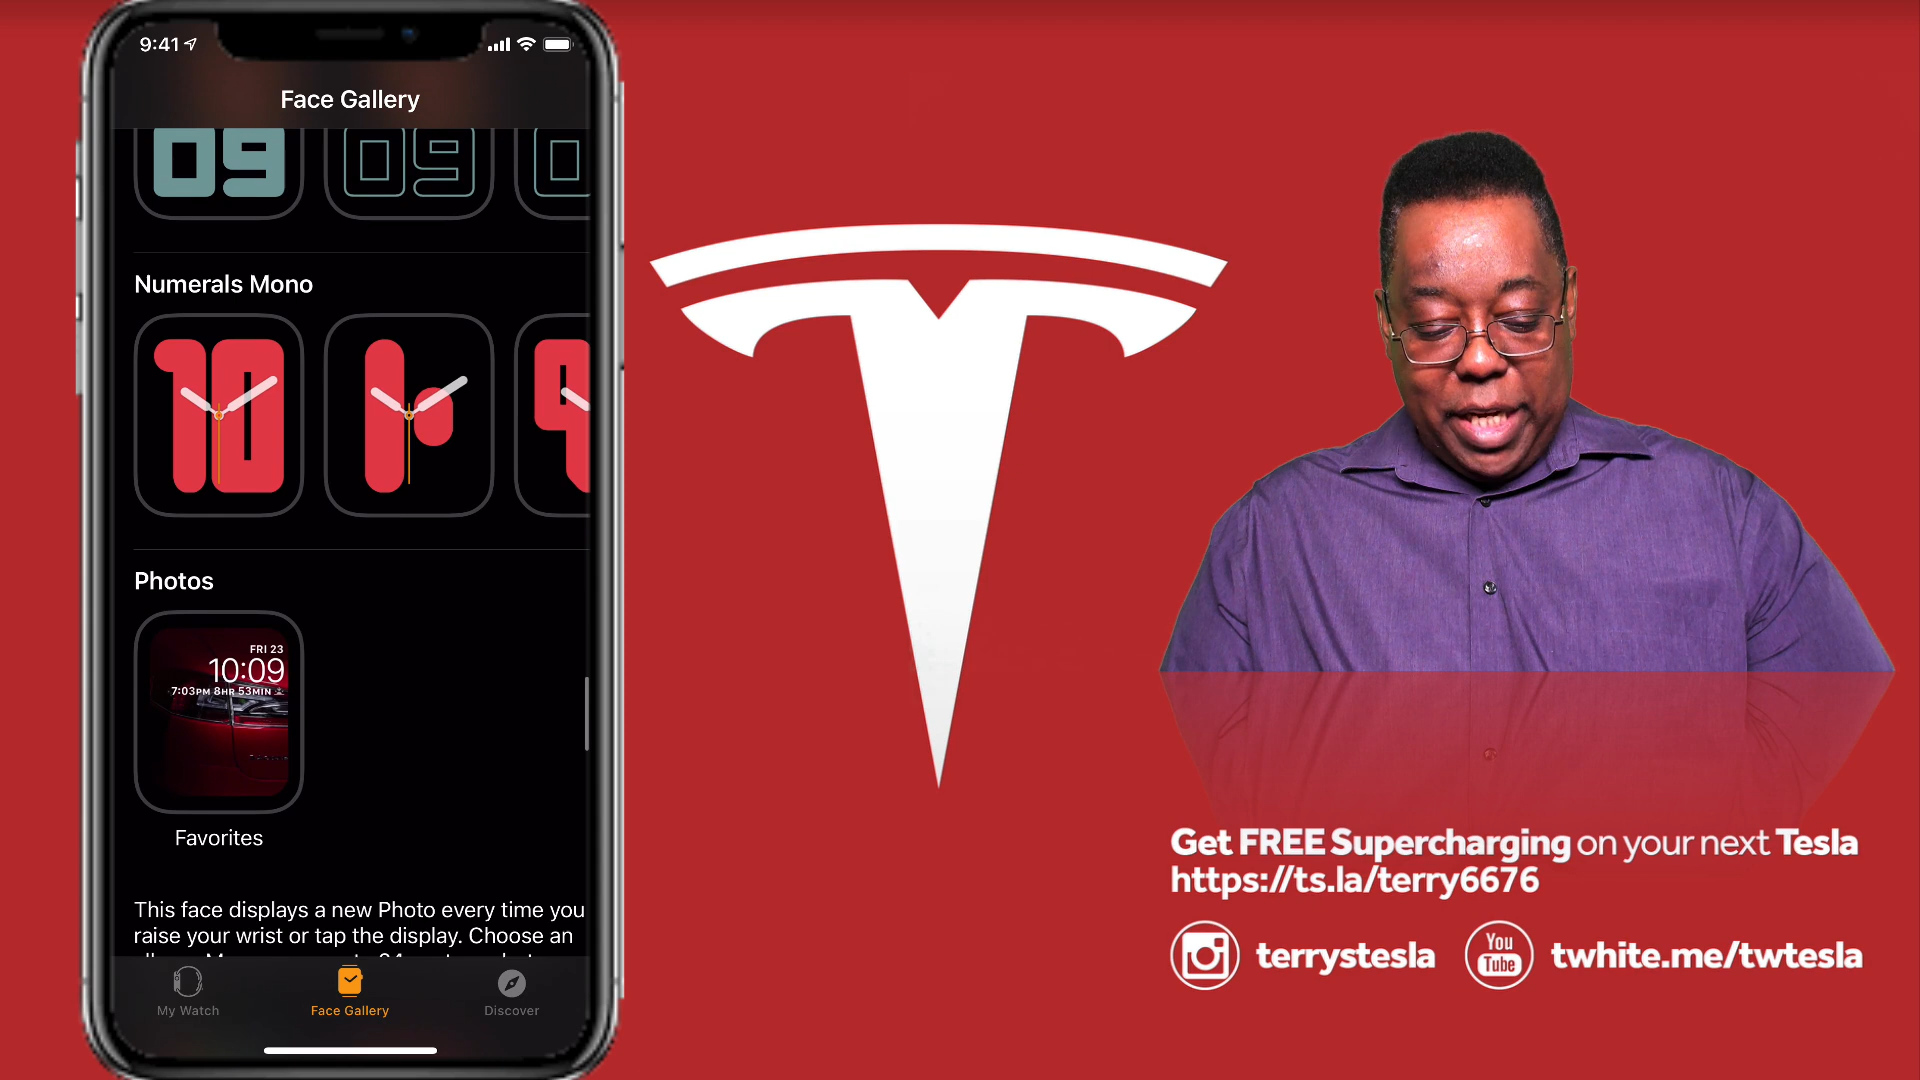 9:41
Face Gallery
09
09
Numerals Mono
10
Photos
FRI 23
10:09
7:03PM 8HR 53MIN
Favorites
This face displays a new Photo every time you
raise your wrist or tap the display. Choose an
My Watch
Face Gallery
Discover
Get FREE Supercharging on your next Tesla
https://ts.la/terry6676
terrystesla
You
Tube
twhite.me/twtesla